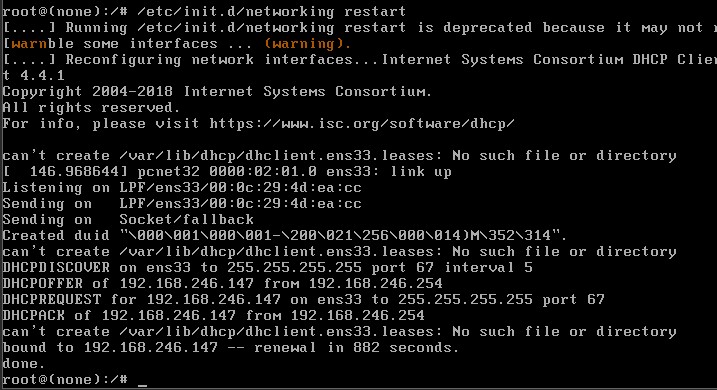 root@(none):/# /etc/init.d/networking restart
[....] Running /etc/init.d/networking restart is deprecated because it may not r
[warnble some interfaces ... (warning).
[....] Reconfiguring network interfaces...Internet Systems Consortium DHCP Clien
t 4.4.1
Copyright 2004-2018 Internet Systems Consortium.
All rights reserved.
For info, please visit https://www.isc.org/software/dhcp/
can't create /var/lib/dhcp/dhclient.ens33.leases: No such file or directory
[  146.968644] pcnet32 0000:02:01.0 ens33: link up
Listening on LPF/ens33/00:0c:29:4d:ea:cc
Sending on   LPF/ens33/00:0c:29:4d:ea:cc
Sending on   Socket/fallback
Created duid "\000\001\000\001-\200\021\256\000\014)M\352\314".
can't create /var/lib/dhcp/dhclient.ens33.leases: No such file or directory
DHCPDISCOVER on ens33 to 255.255.255.255 port 67 interval 5
DHCPOFFER of 192.168.246.147 from 192.168.246.254
DHCPREQUEST for 192.168.246.147 on ens33 to 255.255.255.255 port 67
DHCPACK of 192.168.246.147 from 192.168.246.254
can't create /var/lib/dhcp/dhclient.ens33.leases: No such file or directory
bound to 192.168.246.147 -- renewal in 882 seconds.
done.
root@(none):/# _